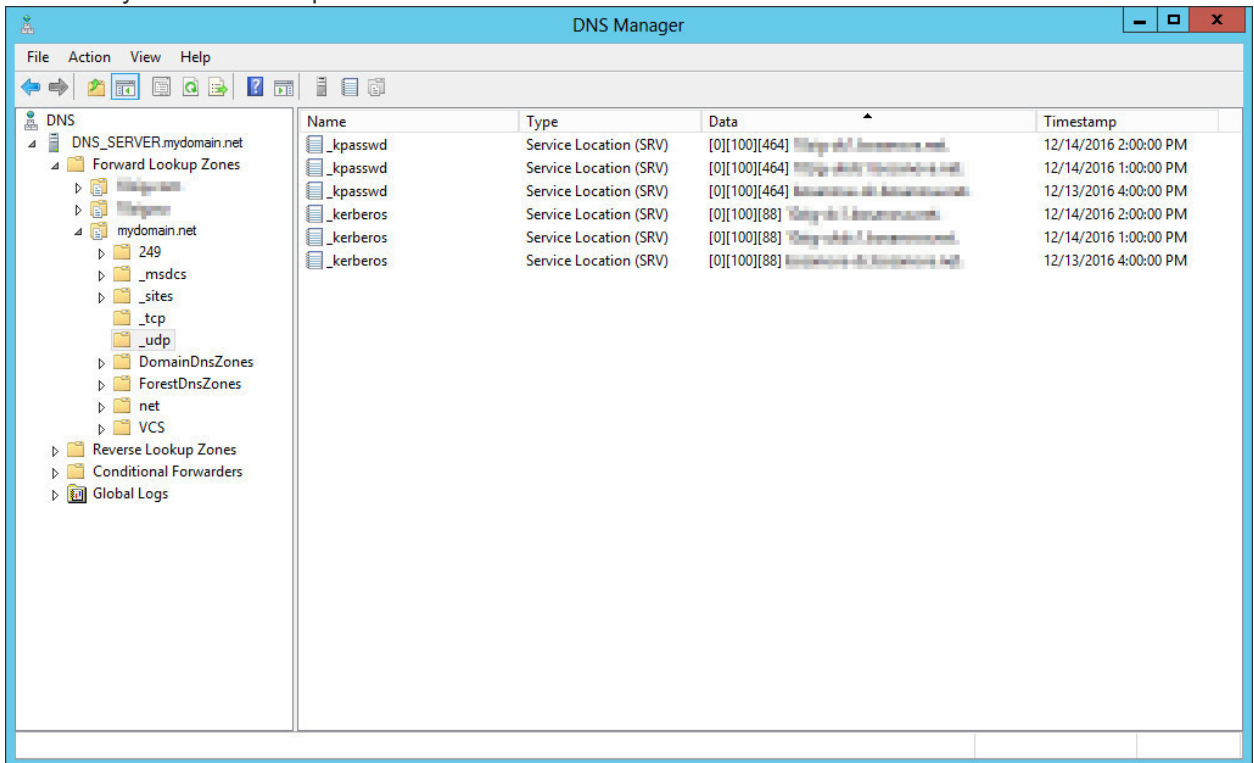 DNS Manager
File Action View Help
DNS
DNS_SERVER.mydomain.net
Forward Lookup Zones
mydomain.net
249
_msdcs
_sites
_tcp
_udp
DomainDnsZones
ForestDnsZones
net
VCS
Reverse Lookup Zones
Conditional Forwarders
Global Logs
Name Type Data Timestamp
_kpasswd Service Location (SRV) [0][100][464] 12/14/2016 2:00:00 PM
_kpasswd Service Location (SRV) [0][100][464] 12/14/2016 1:00:00 PM
_kpasswd Service Location (SRV) [0][100][464] 12/13/2016 4:00:00 PM
_kerberos Service Location (SRV) [0][100][88] 12/14/2016 2:00:00 PM
_kerberos Service Location (SRV) [0][100][88] 12/14/2016 1:00:00 PM
_kerberos Service Location (SRV) [0][100][88] 12/13/2016 4:00:00 PM